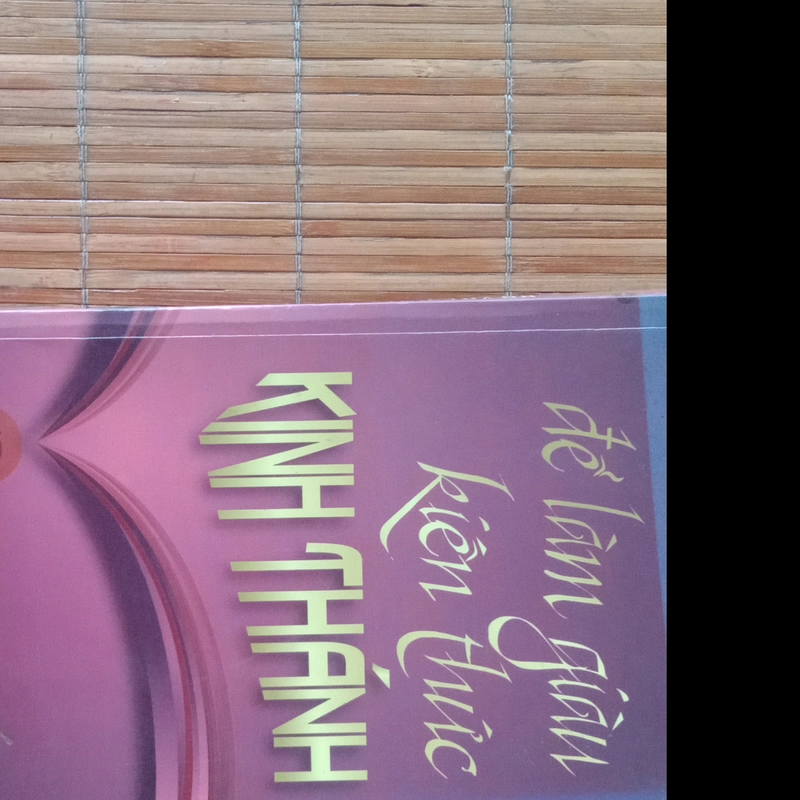 để làm giàu
kiến thức
KINH THÁNH